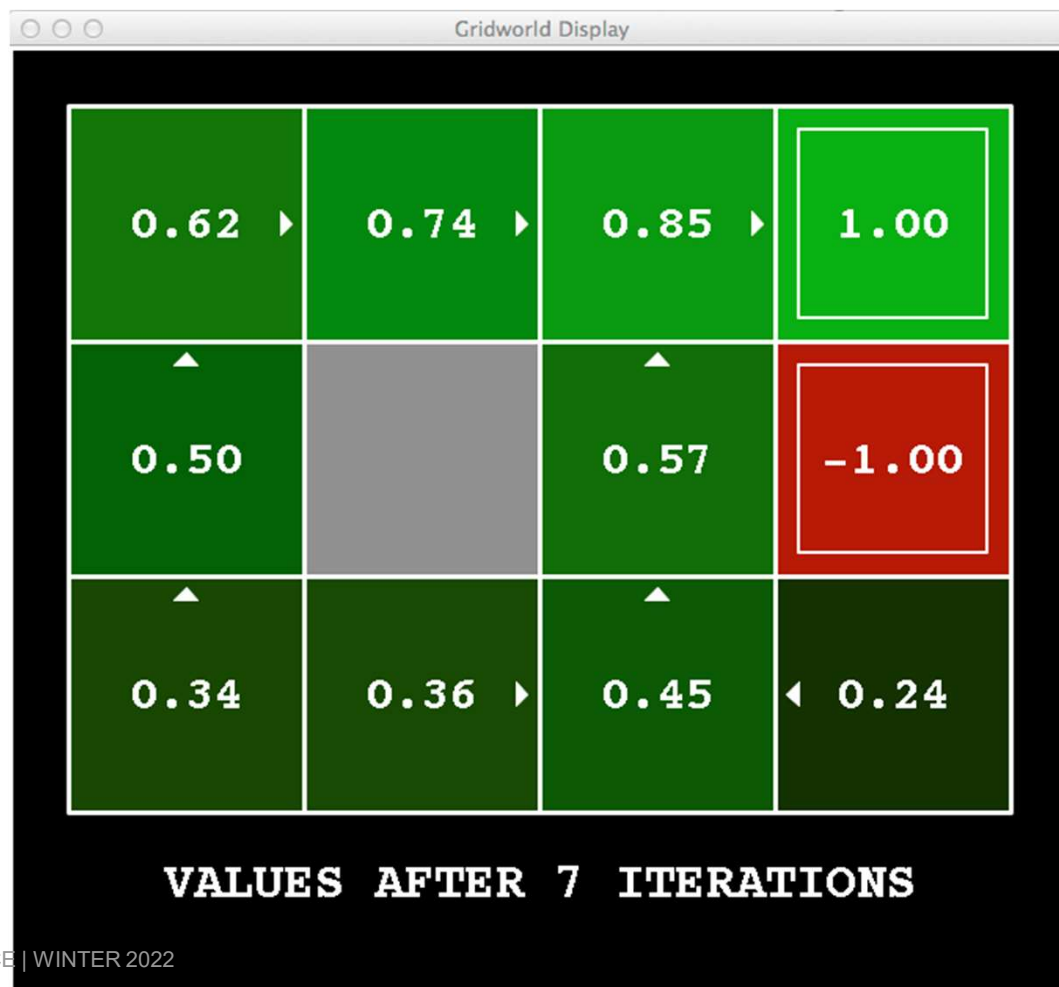 Gridworld Display
0.62 0.74 0.85 1.00
0.50 0.57 -1.00
0.34 0.36 0.45 0.24
VALUES AFTER 7 ITERATIONS
| WINTER 2022